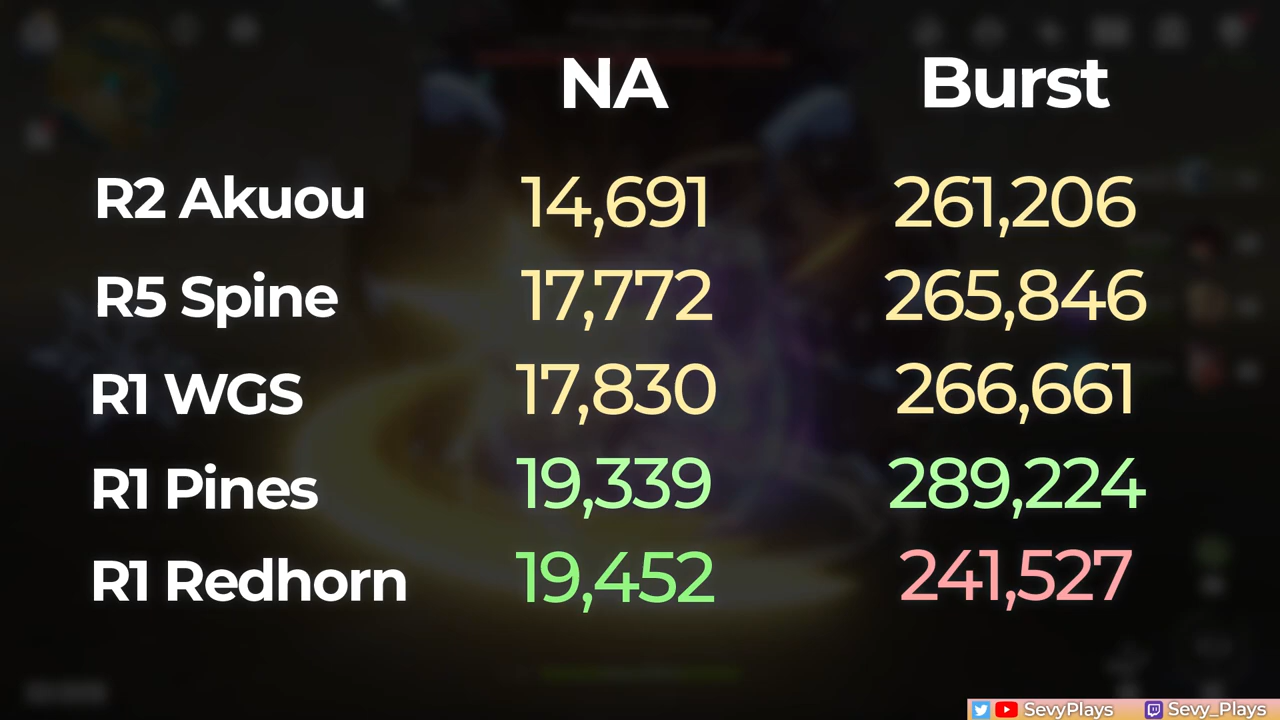 NA Burst
R2 Akuou 14,691 261,206
R5 Spine 17,772 265,846
R1 WGS 17,830 266,661
R1 Pines 19,339 289,224
R1 Redhorn 19,452 241,527
SevyPlays Sevy_Plays